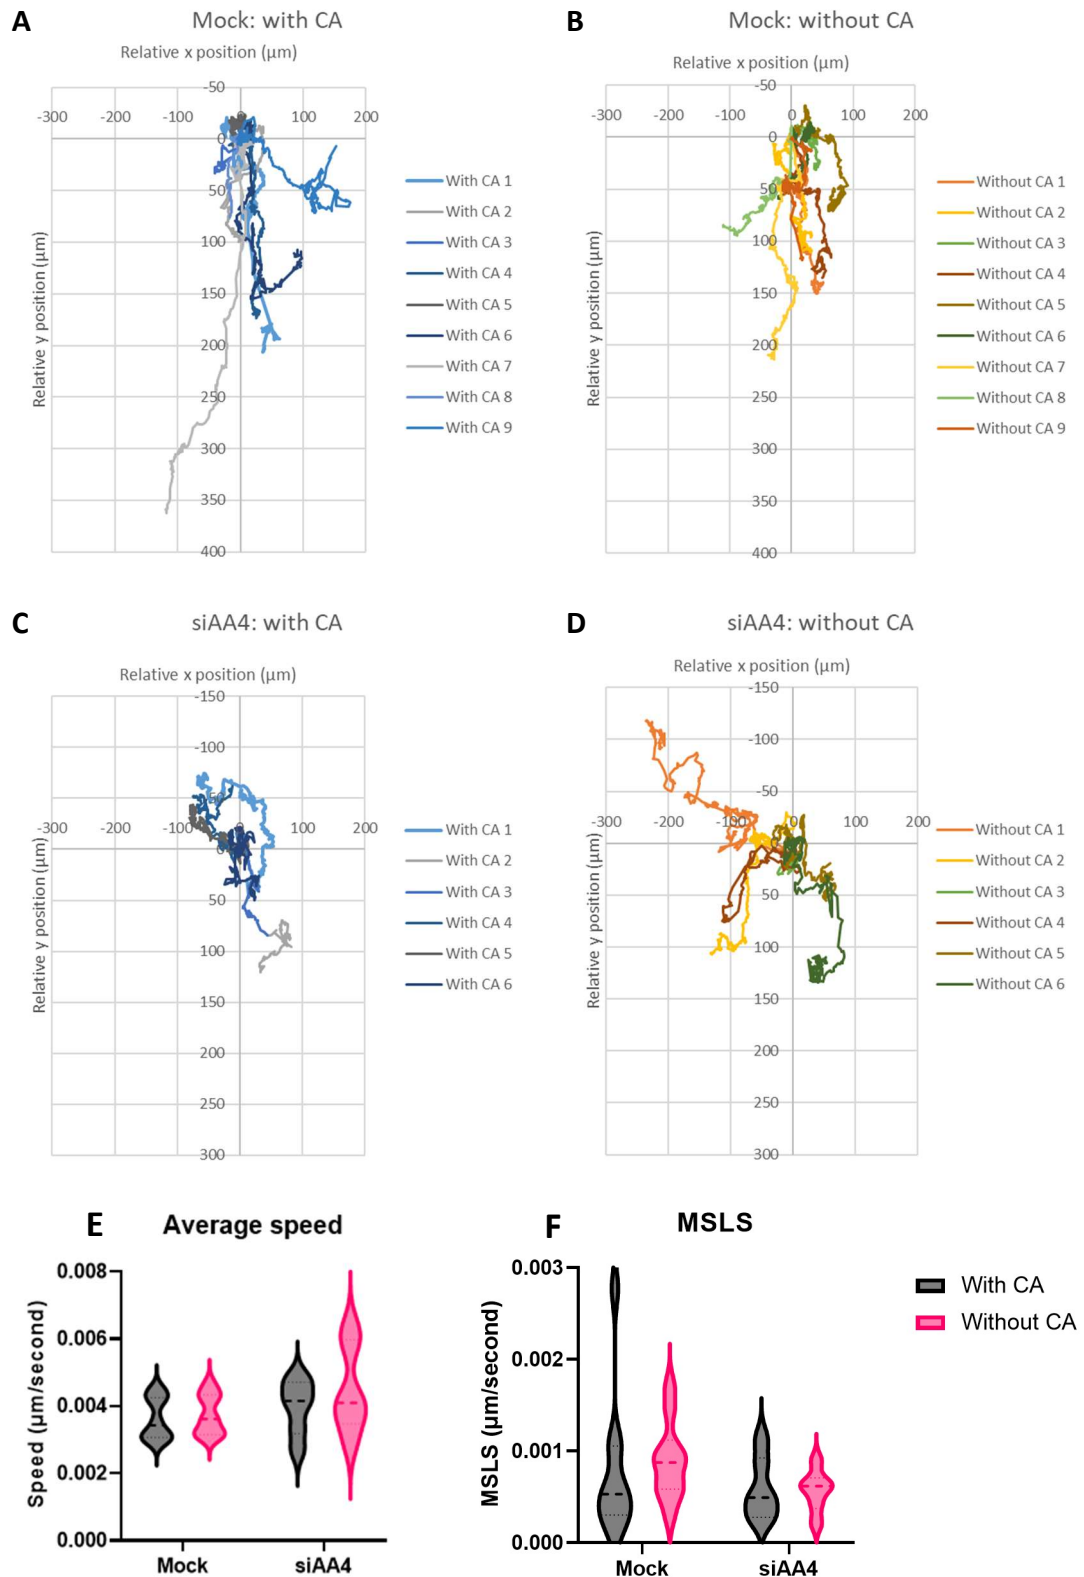 A
Mock: with CA
Relative x position (µm)
-50
-300 -200 -100 0 100 200
0
50
100
150
200
250
300
350
400
Relative y position (µm)
With CA 1
With CA 2
With CA 3
With CA 4
With CA 5
With CA 6
With CA 7
With CA 8
With CA 9
B
Mock: without CA
Relative x position (µm)
-50
-300 -200 -100 0 100 200
0
50
100
150
200
250
300
350
400
Relative y position (µm)
Without CA 1
Without CA 2
Without CA 3
Without CA 4
Without CA 5
Without CA 6
Without CA 7
Without CA 8
Without CA 9
C
siAA4: with CA
Relative x position (µm)
-150
-100
-50
-300 -200 -100 0 100 200
0
50
100
150
200
250
300
Relative y position (µm)
With CA 1
With CA 2
With CA 3
With CA 4
With CA 5
With CA 6
D
siAA4: without CA
Relative x position (µm)
-150
-100
-50
-300 -200 -100 0 100 200
50
100
150
200
250
300
Relative y position (µm)
Without CA 1
Without CA 2
Without CA 3
Without CA 4
Without CA 5
Without CA 6
E
Average speed
0.008
0.006
0.004
0.002
0.000
Speed (µm/second)
Mock siAA4
F
MSLS
0.003
0.002
0.001
0.000
MSLS (µm/second)
Mock siAA4
With CA
Without CA